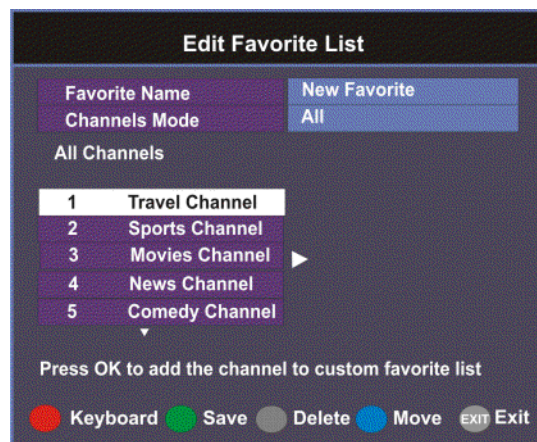 Edit Favorite List
Favorite Name New Favorite
Channels Mode All
All Channels
1 Travel Channel
2 Sports Channel
3 Movies Channel
4 News Channel
5 Comedy Channel
Press OK to add the channel to custom favorite list
Keyboard Save Delete Move EXIT Exit